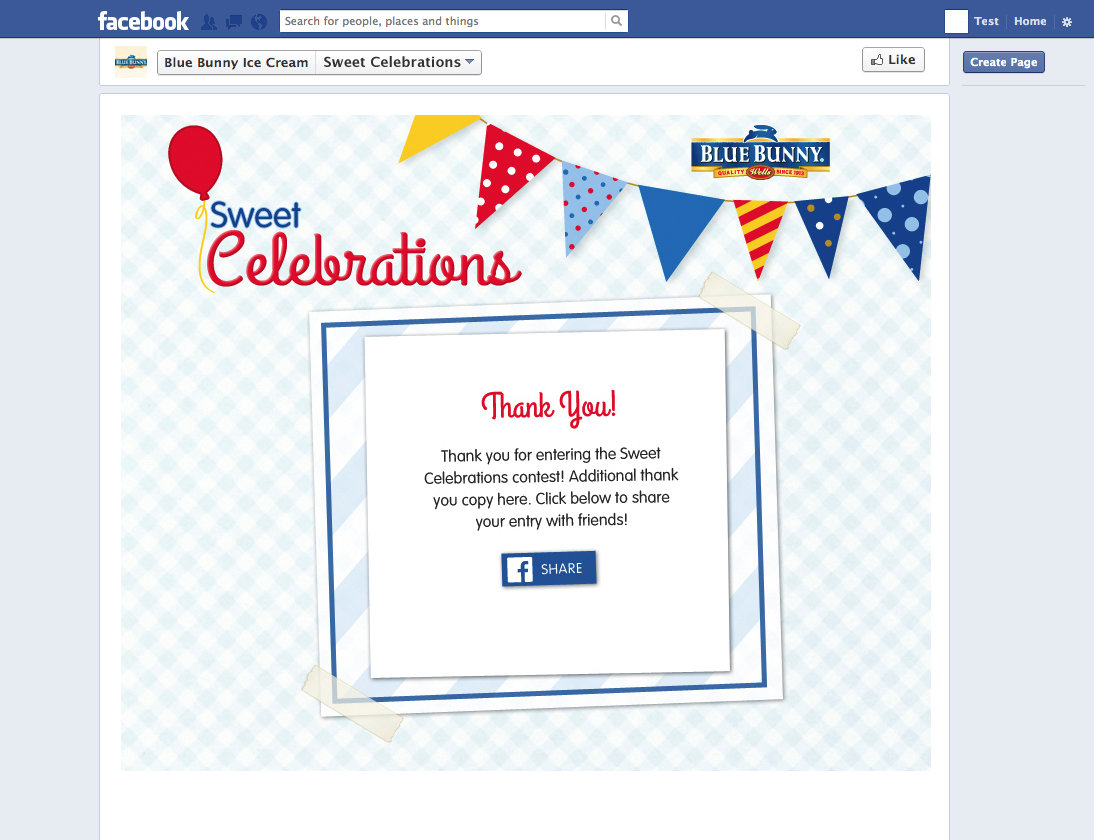 facebook
Search for people, places and things
Test Home
Blue Bunny Ice Cream Sweet Celebrations
Like
Create Page
BLUE BUNNY.
QUALITY Wells SINCE 1913
Sweet
Celebrations
Thank You!
Thank you for entering the Sweet
Celebrations contest! Additional thank
you copy here. Click below to share
your entry with friends!
f SHARE